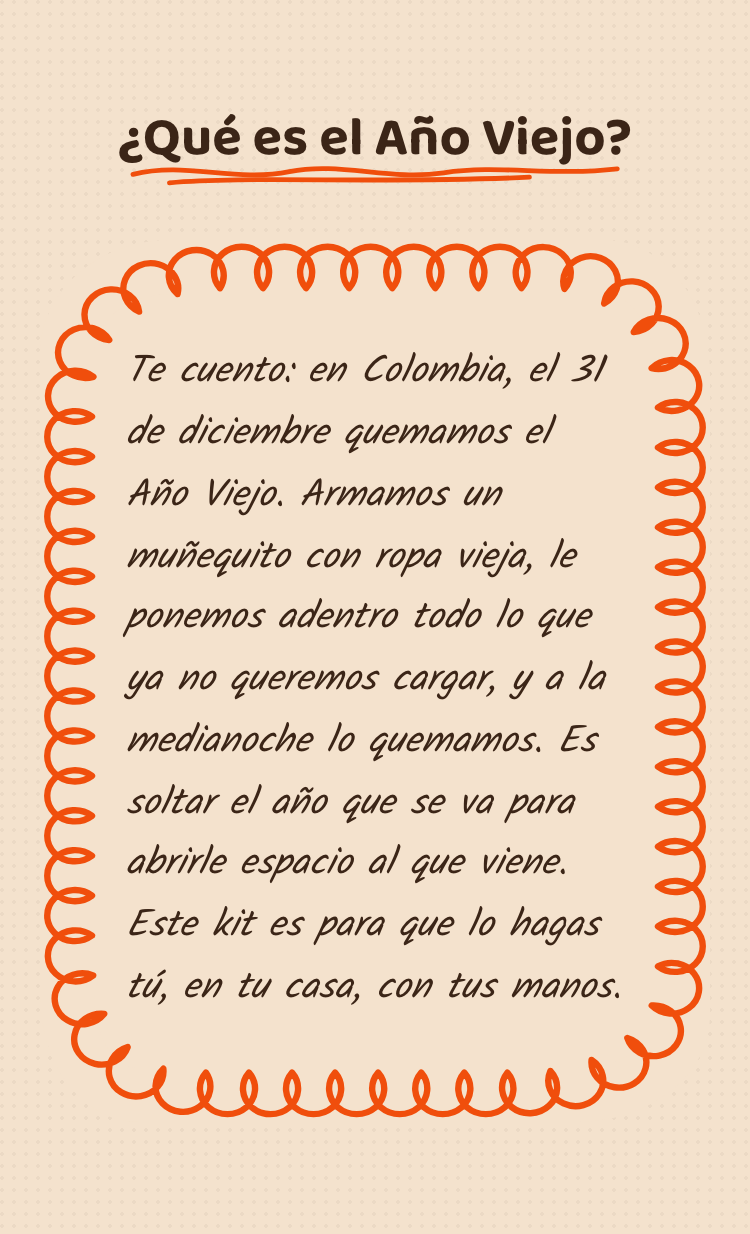 ¿Qué es el Año Viejo?
Te cuento: en Colombia, el 31
de diciembre quemamos el
Año Viejo. Armamos un
muñequito con ropa vieja, le
ponemos adentro todo lo que
ya no queremos cargar, y a la
medianoche lo quemamos. Es
soltar el año que se va para
abrirle espacio al que viene.
Este kit es para que lo hagas
tú, en tu casa, con tus manos.